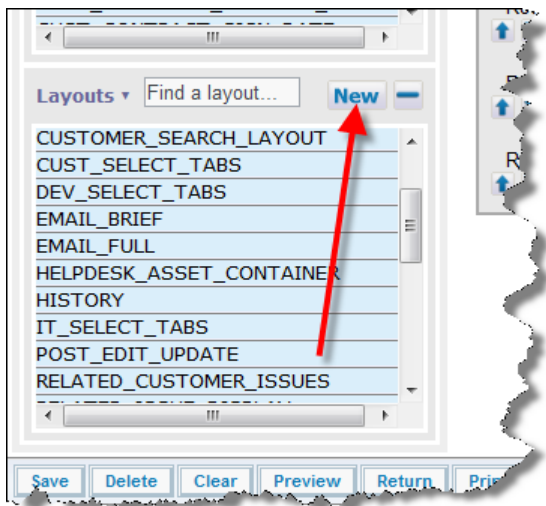 Layouts ▾ Find a layout... New
CUSTOMER_SEARCH_LAYOUT
CUST_SELECT_TABS
DEV_SELECT_TABS
EMAIL_BRIEF
EMAIL_FULL
HELPDESK_ASSET_CONTAINER
HISTORY
IT_SELECT_TABS
POST_EDIT_UPDATE
RELATED_CUSTOMER_ISSUES
Save Delete Clear Preview Return